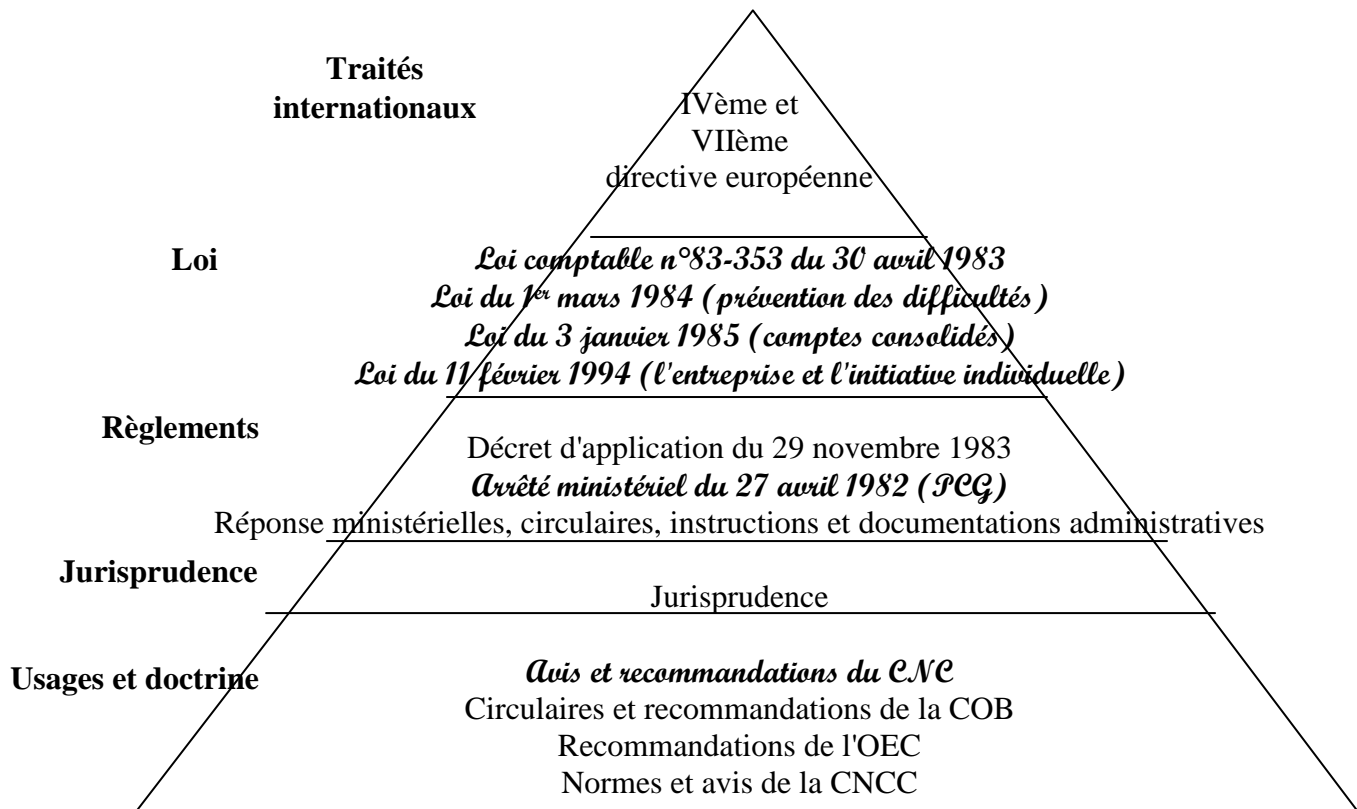 Traités
internationaux
IVème et
VIIème
directive européenne
Loi
Loi comptable n°83-353 du 30 avril 1983
Loi du 1er mars 1984 (prévention des difficultés)
Loi du 3 janvier 1985 (comptes consolidés)
Loi du 11 février 1994 (l'entreprise et l'initiative individuelle)
Règlements
Décret d'application du 29 novembre 1983
Arrêté ministériel du 27 avril 1982 (PCG)
Réponse ministérielles, circulaires, instructions et documentations administratives
Jurisprudence
Jurisprudence
Usages et doctrine
Avis et recommandations du CNC
Circulaires et recommandations de la COB
Recommandations de l'OEC
Normes et avis de la CNCC